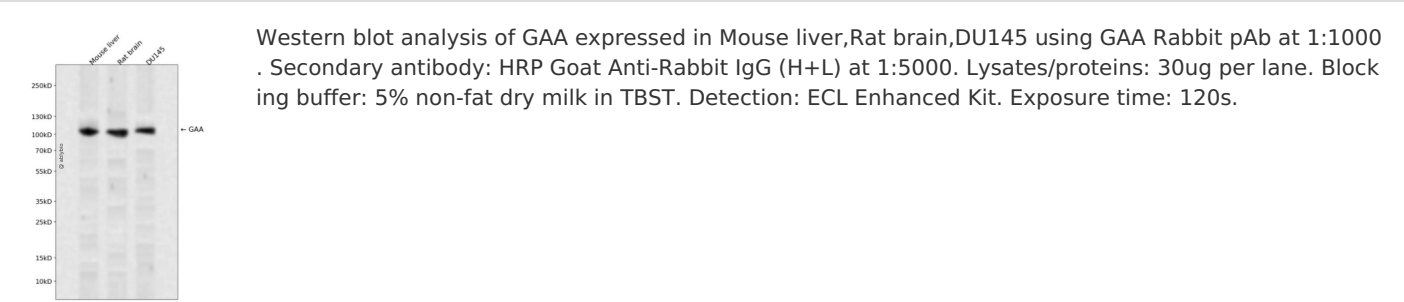 Mouse liver
Rat brain
DU145
250kD
130kD
100kD
70kD
55kD
35kD
25kD
15kD
10kD
← GAA
Western blot analysis of GAA expressed in Mouse liver,Rat brain,DU145 using GAA Rabbit pAb at 1:1000
. Secondary antibody: HRP Goat Anti-Rabbit IgG (H+L) at 1:5000. Lysates/proteins: 30ug per lane. Block
ing buffer: 5% non-fat dry milk in TBST. Detection: ECL Enhanced Kit. Exposure time: 120s.